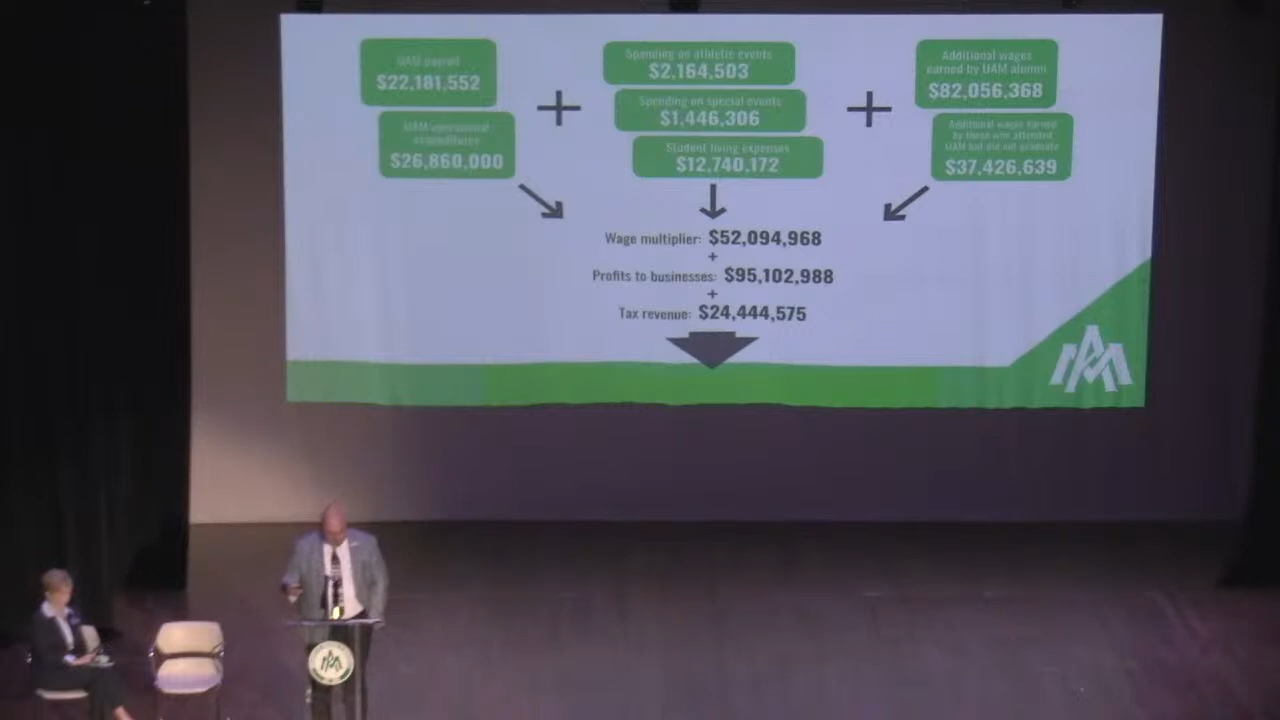 UAM payroll
$22,181,552
UAM operational
expenditures
$26,860,000
+
Spending on athletic events
$2,164,503
Spending on special events
$1,446,306
Student living expenses
$12,740,172
+
Additional wages
earned by UAM alumni
$82,056,368
Additional wages earned
by those who attended
UAM but did not graduate
$37,426,639
Wage multiplier: $52,094,968
+
Profits to businesses: $95,102,988
+
Tax revenue: $24,444,575